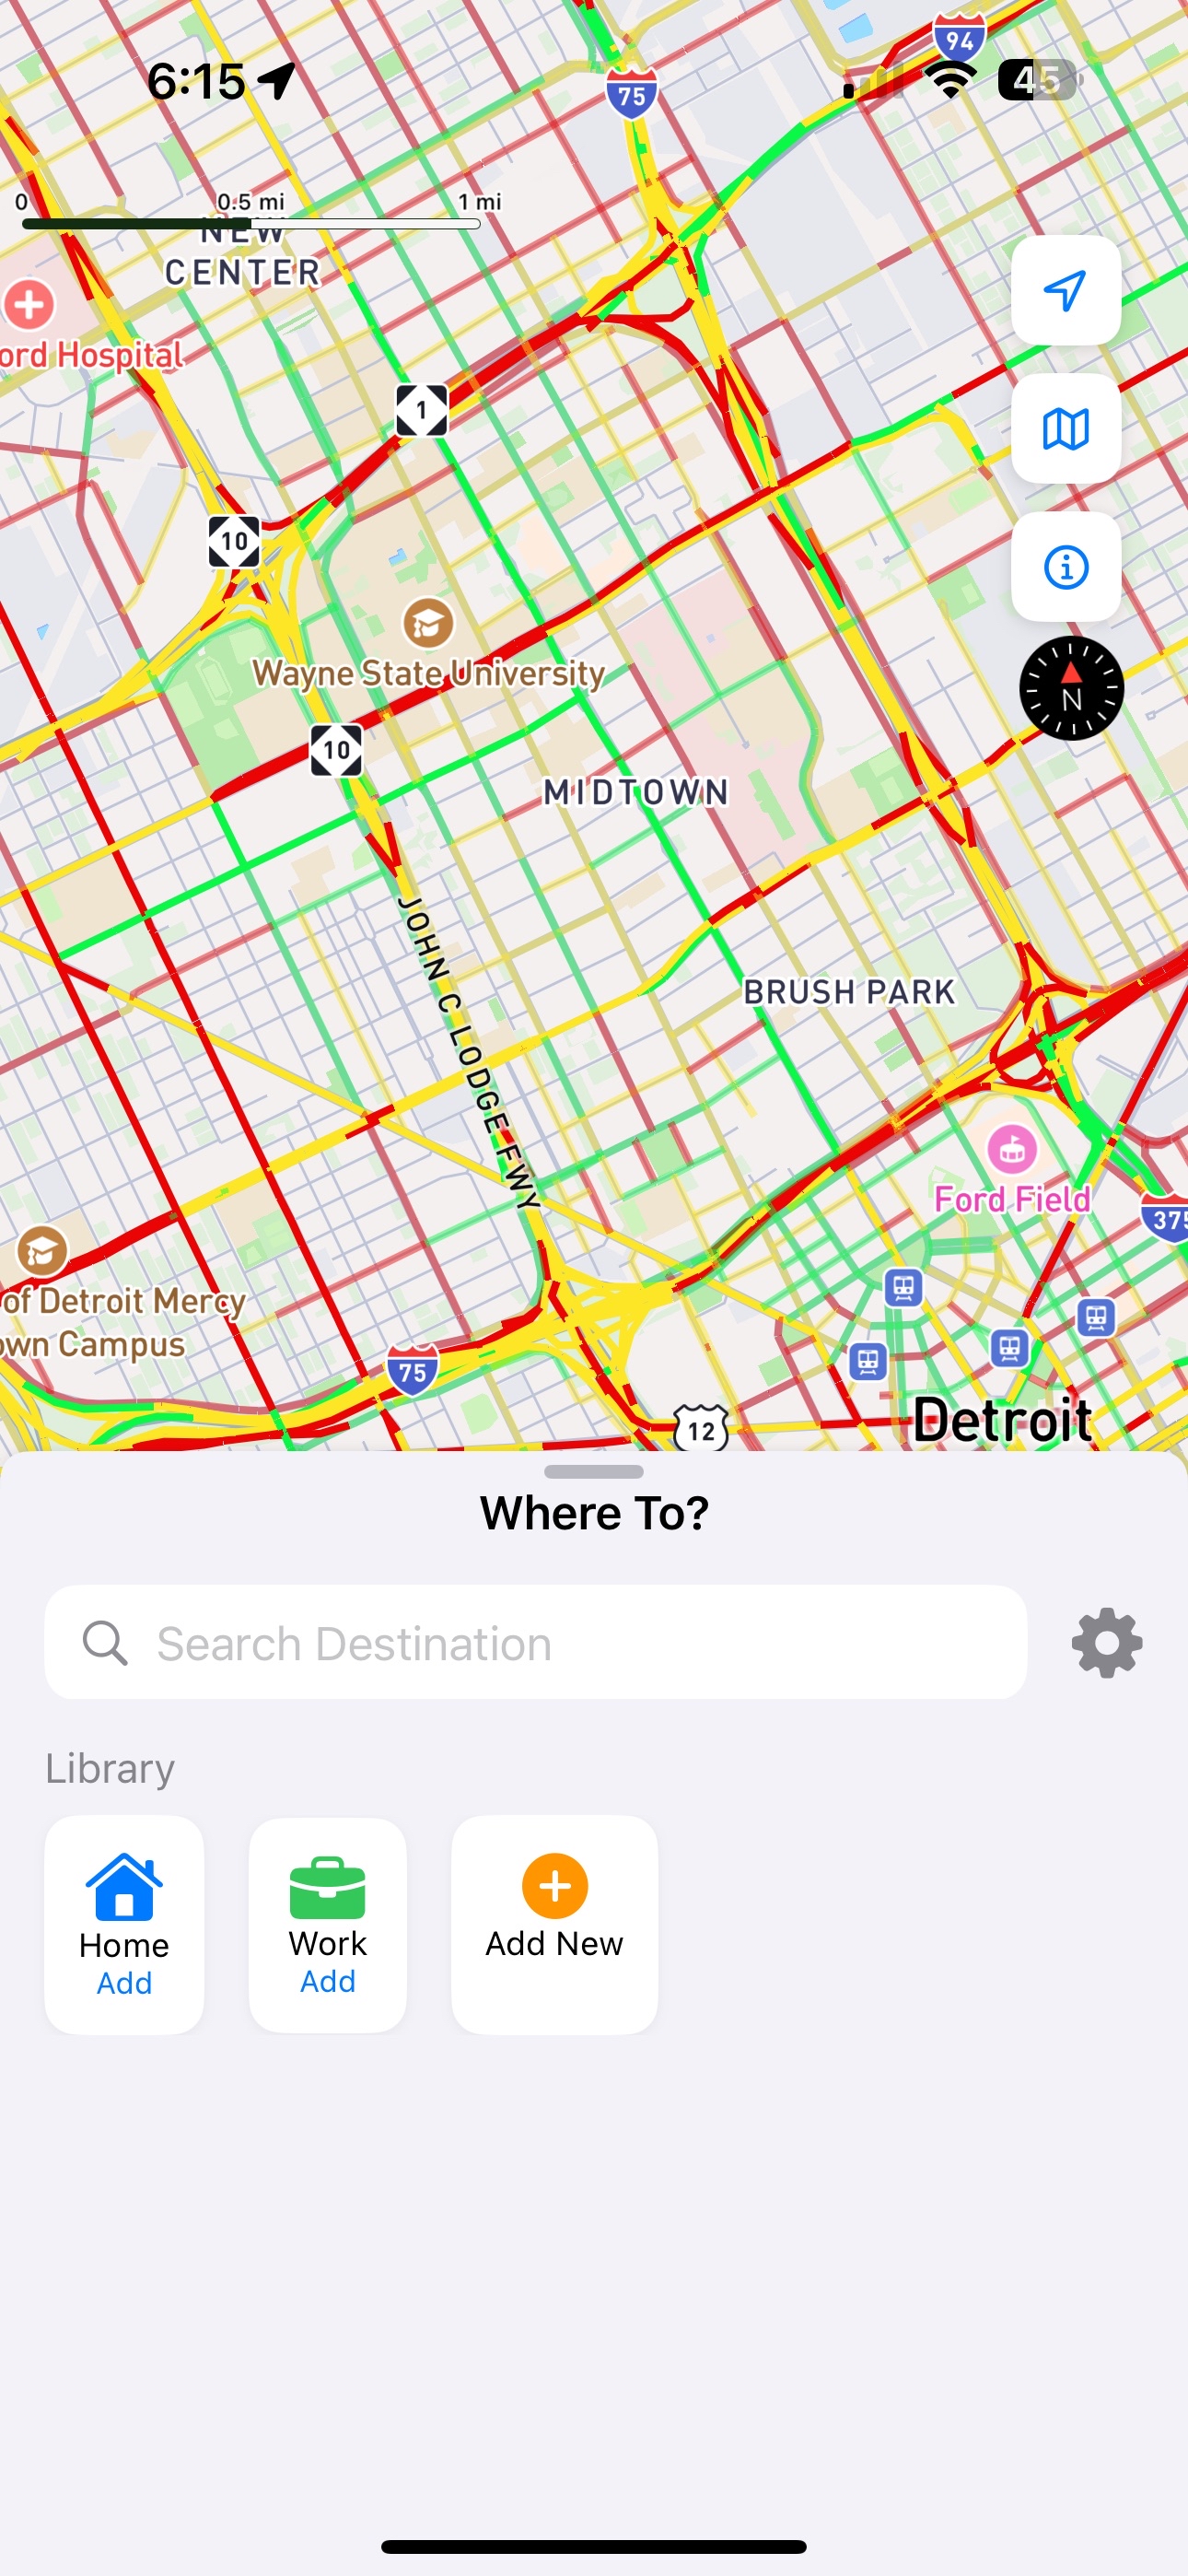 94
75
6:15
45
0 0.5 mi 1 mi
NEW
CENTER
ord Hospital
1
10
Wayne State University
10
N
MIDTOWN
JOHN C LODGE FWY
BRUSH PARK
Ford Field
375
of Detroit Mercy
own Campus
75
12
Detroit
Where To?
Search Destination
Library
Home
Add
Work
Add
Add New